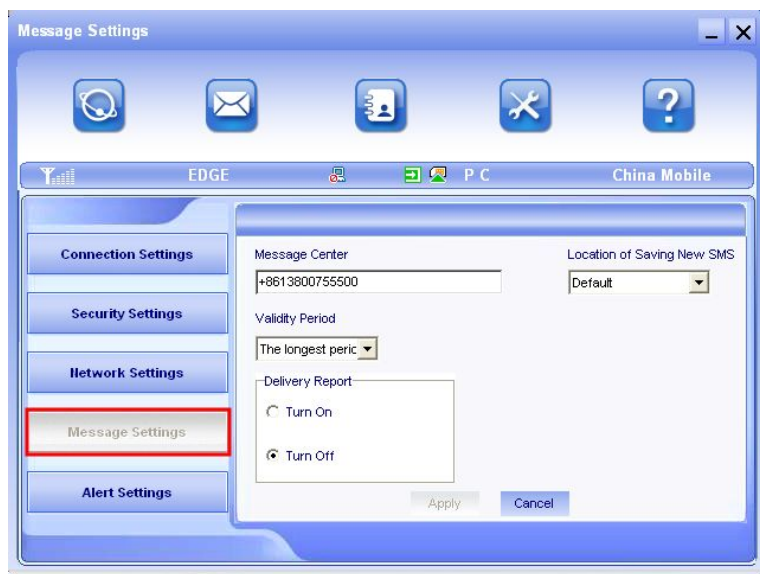 Message Settings
EDGE
P C
China Mobile
Connection Settings
Security Settings
Network Settings
Message Settings
Alert Settings
Message Center
+8613800755500
Validity Period
The longest peric
Delivery Report
Turn On
Turn Off
Location of Saving New SMS
Default
Apply
Cancel